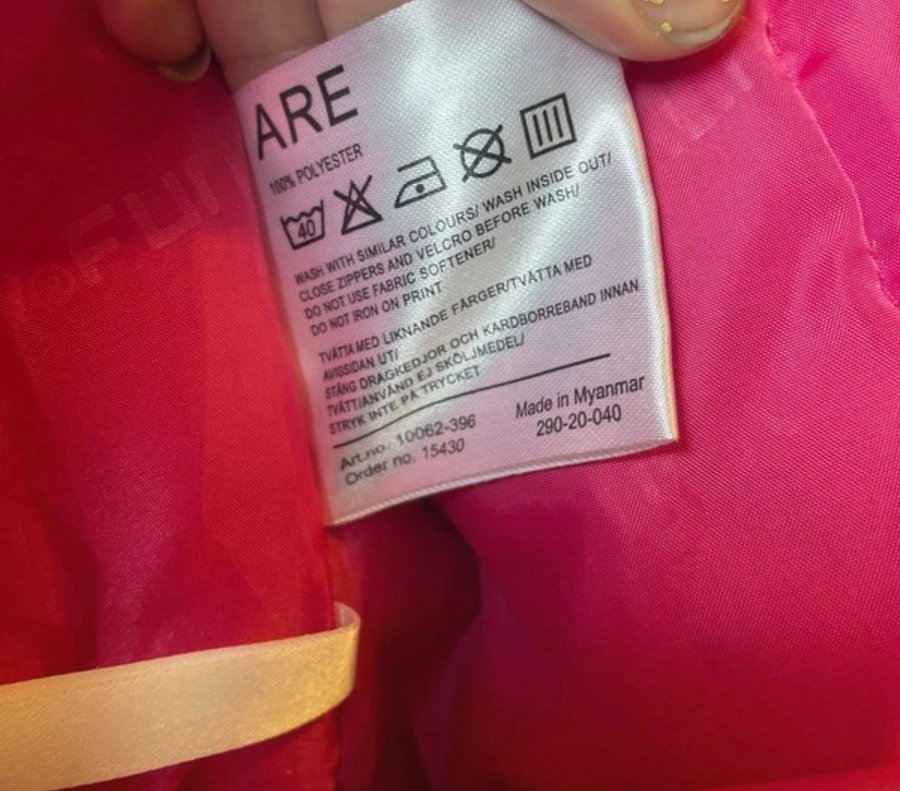 ARE
100% POLYESTER
40
WASH WITH SIMILAR COLOURS/ WASH INSIDE OUT/
CLOSE ZIPPERS AND VELCRO BEFORE WASH/
DO NOT USE FABRIC SOFTENER/
DO NOT IRON ON PRINT
TVÄTTA MED LIKNANDE FÄRGER/TVÄTTA MED
AVIGSIDAN UT/
STÄNG DRAGKEDJOR OCH KARDBORREBAND INNAN
TVÄTT/ANVÄND EJ SKÖLJMEDEL/
STRYK INTE PÅ TRYCKET
Art.no. 10062-396
Order no. 15430
Made in Myanmar
290-20-040